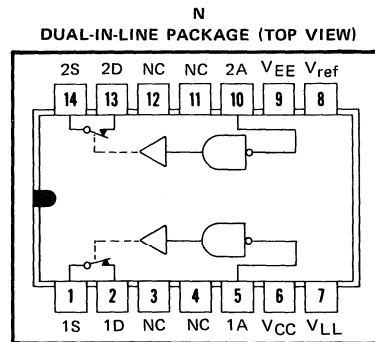 N
DUAL-IN-LINE PACKAGE (TOP VIEW)
2S 2D NC NC 2A VEE Vref
14 13 12 11 10 9 8
1 2 3 4 5 6 7
1S 1D NC NC 1A VCC VLL